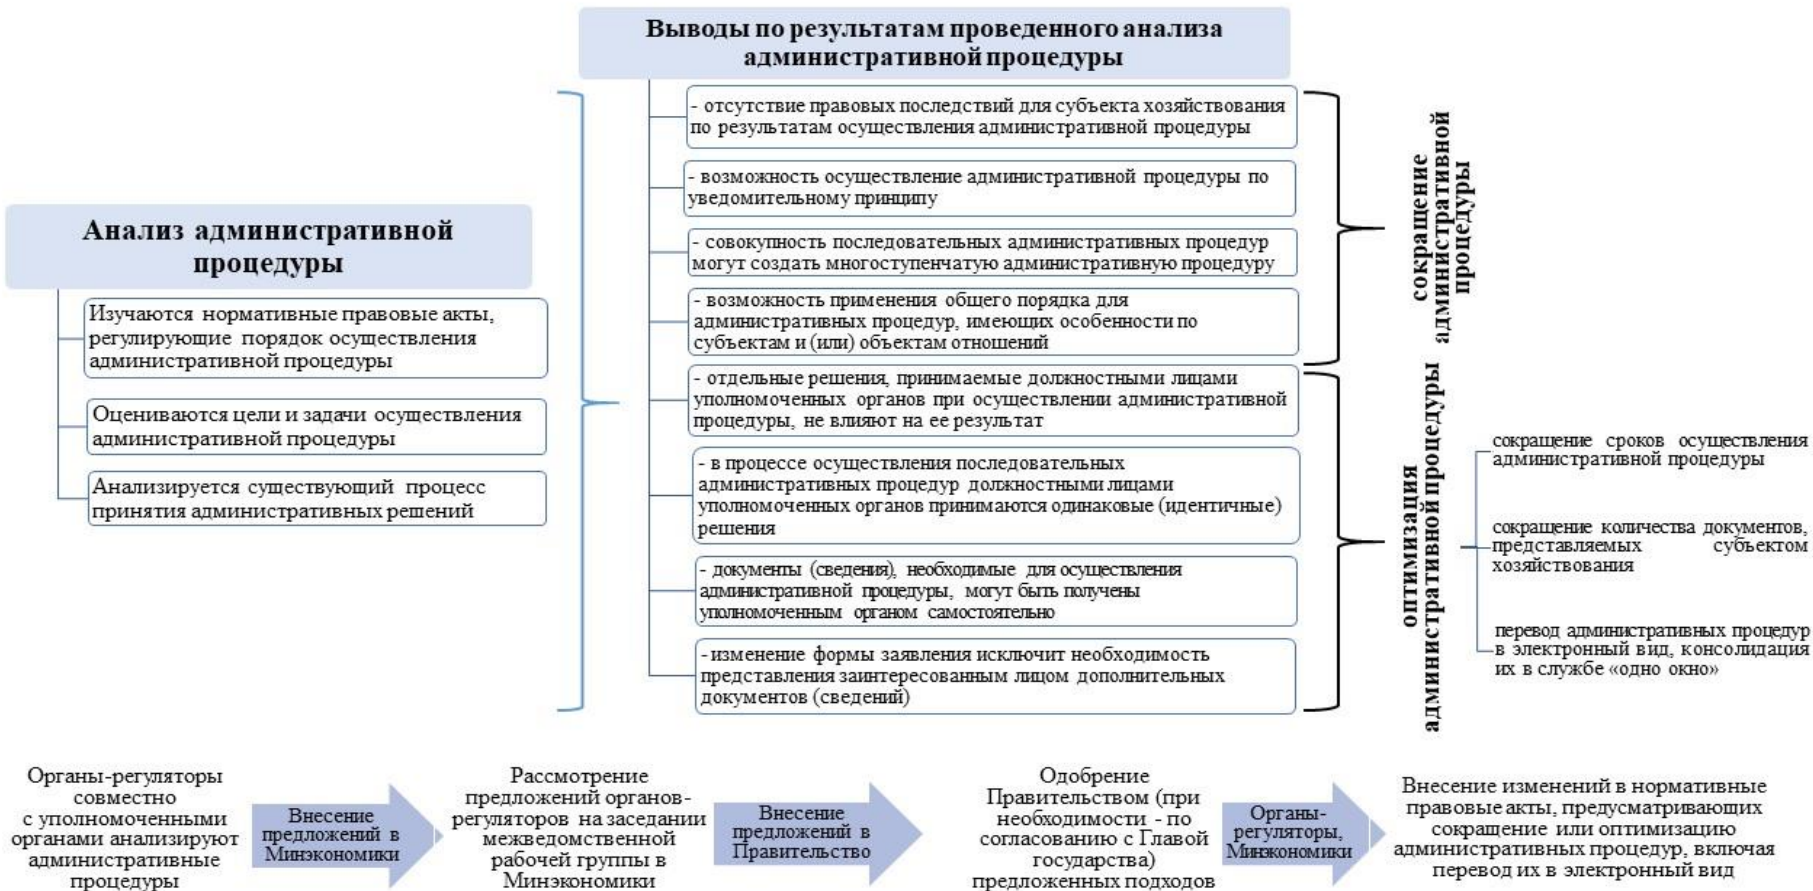 Выводы по результатам проведенного анализа
административной процедуры
- отсутствие правовых последствий для субъекта хозяйствования
по результатам осуществления административной процедуры
- возможность осуществление административной процедуры по
уведомительному принципу
- совокупность последовательных административных процедур
могут создать многоступенчатую административную процедуру
- возможность применения общего порядка для
административных процедур, имеющих особенности по
субъектам и (или) объектам отношений
- отдельные решения, принимаемые должностными лицами
уполномоченных органов при осуществлении административной
процедуры, не влияют на ее результат
- в процессе осуществления последовательных
административных процедур должностными лицами
уполномоченных органов принимаются одинаковые (идентичные)
решения
- документы (сведения), необходимые для осуществления
административной процедуры, могут быть получены
уполномоченным органом самостоятельно
- изменение формы заявления исключит необходимость
представления заинтересованным лицом дополнительных
документов (сведений)
Анализ административной
процедуры
Изучаются нормативные правовые акты,
регулирующие порядок осуществления
административной процедуры
Оцениваются цели и задачи осуществления
административной процедуры
Анализируется существующий процесс
принятия административных решений
сокращение
административной
процедуры
оптимизация
административной процедуры
сокращение сроков осуществления
административной процедуры
сокращение количества документов,
представляемых субъектом
хозяйствования
перевод административных процедур
в электронный вид, консолидация
их в службе «одно окно»
Органы-регуляторы
совместно
с уполномоченными
органами анализируют
административные
процедуры
Внесение
предложений в
Минэкономики
Рассмотрение
предложений органов-
регуляторов на заседании
межведомственной
рабочей группы в
Минэкономики
Внесение
предложений в
Правительство
Одобрение
Правительством (при
необходимости - по
согласованию с Главой
государства)
предложенных подходов
Органы-
регуляторы,
Минэкономики
Внесение изменений в нормативные
правовые акты, предусматривающих
сокращение или оптимизацию
административных процедур, включая
перевод их в электронный вид